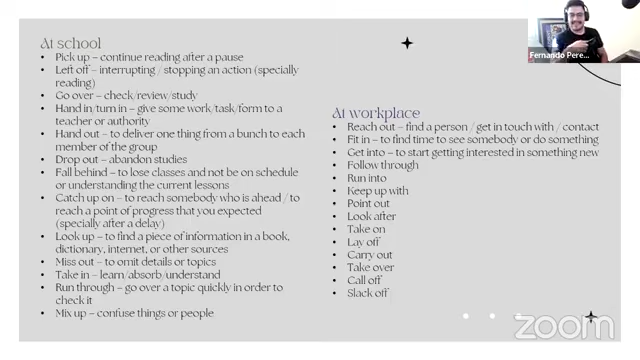 At school
• Pick up – continue reading after a pause
• Left off – interrupting / stopping an action (specially
reading)
• Go over – check/review/study
• Hand in/turn in – give some work/task/form to a
teacher or authority
• Hand out – to deliver one thing from a bunch to each
member of the group
• Drop out – abandon studies
• Fall behind – to lose classes and not be on schedule
or understanding the current lessons
• Catch up on – to reach somebody who is ahead / to
reach a point of progress that you expected
(specially after a delay)
• Look up – to find a piece of information in a book,
dictionary, internet, or other sources
• Miss out – to omit details or topics
• Take in – learn/absorb/understand
• Run through – go over a topic quickly in order to
check it
• Mix up – confuse things or people
At workplace
• Reach out – find a person / get in touch with / contact
• Fit in – to find time to see somebody or do something
• Get into – to start getting interested in something new
• Follow through
• Run into
• Keep up with
• Point out
• Look after
• Take on
• Lay off
• Carry out
• Take over
• Call off
• Slack off
Fernando Pere...
zoom